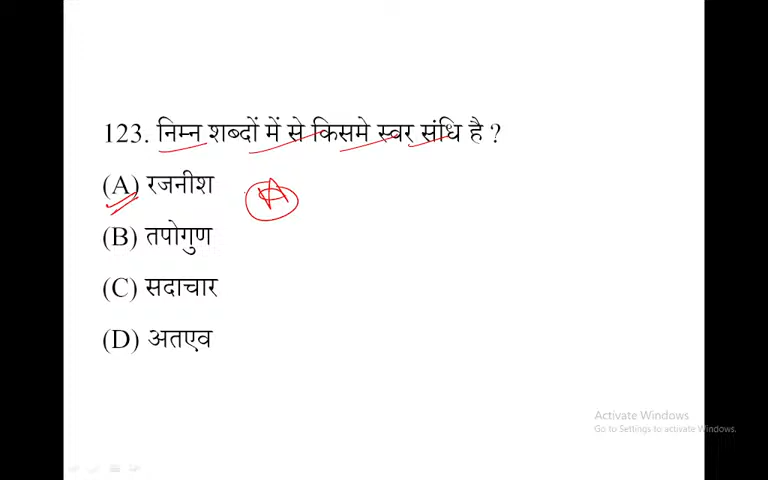 123. निम्न शब्दों में से किसमे स्वर संधि है ?
(A) रजनीश
A
(B) तपोगुण
(C) सदाचार
(D) अतएव
Activate Windows
Go to Settings to activate Windows.